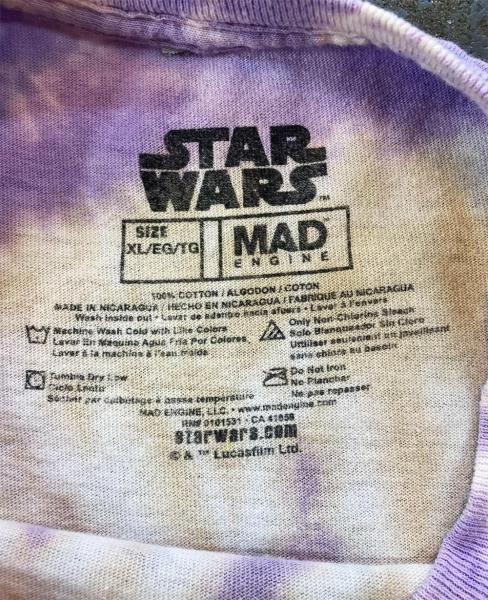 STAR
WARS™
SIZE
XL/EG/TG
MAD™
ENGINE
100% COTTON / ALGODON / COTON
MADE IN NICARAGUA / HECHO EN NICARAGUA / FABRIQUE AU NICARAGUA
Wash inside out • Lavar de adentro hacia afuera • Laver à l'envers
Machine Wash Cold with Like Colors
Lavar En Maquina Agua Fria Por Colores
Laver à la machine à l'eau froide
Only Non-Chlorine Bleach
Solo Blanqueador Sin Cloro
Utiliser seulement un javellisant
sans chlore au besoin
Tumble Dry Low
Ciclo Lento
Sécher par culbutage à basse température
Do Not Iron
No Planchar
Ne pas repasser
MAD ENGINE, LLC. • www.madengine.com
RN# 0101531 • CA 41859
starwars.com
© & ™ Lucasfilm Ltd.